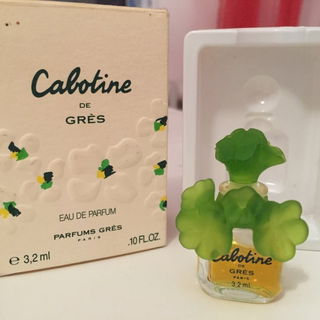 Cabotine
DE
GRÈS
EAU DE PARFUM
PARFUMS GRÈS
PARIS
℮ 3,2 ml .10 FL.OZ.
Cabotine
DE
GRÈS
PARIS
3,2 ml